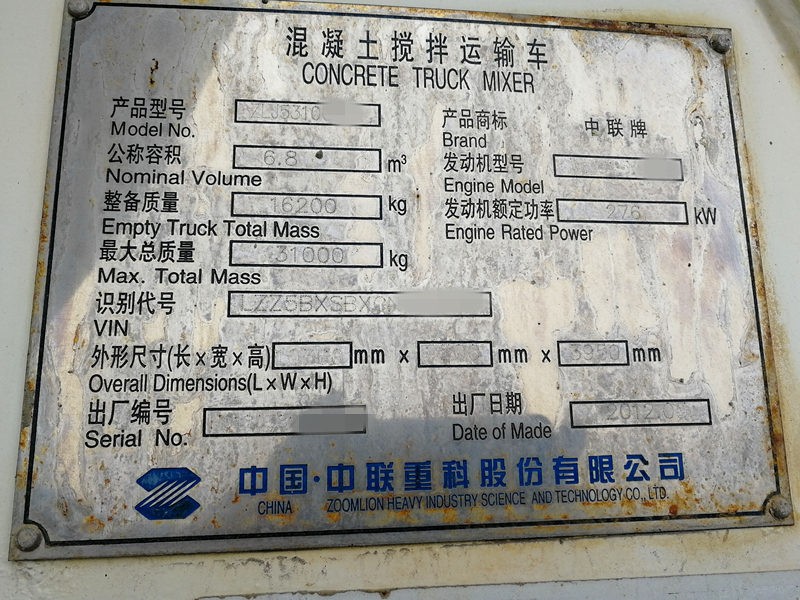 混凝土搅拌运输车
CONCRETE TRUCK MIXER
产品型号 ZLJ5310
Model No.
公称容积 6.8 m³
Nominal Volume
整备质量 16200 kg
Empty Truck Total Mass
最大总质量 31000 kg
Max. Total Mass
识别代号 LZZ5BXSBX
VIN
产品商标 中联牌
Brand
发动机型号
Engine Model
发动机额定功率 276 kW
Engine Rated Power
外形尺寸(长×宽×高) mm × mm × 3950 mm
Overall Dimensions(L×W×H)
出厂编号
Serial No.
出厂日期 2012.0
Date of Made
中国·中联重科股份有限公司
CHINA ZOOMLION HEAVY INDUSTRY SCIENCE AND TECHNOLOGY CO., LTD.